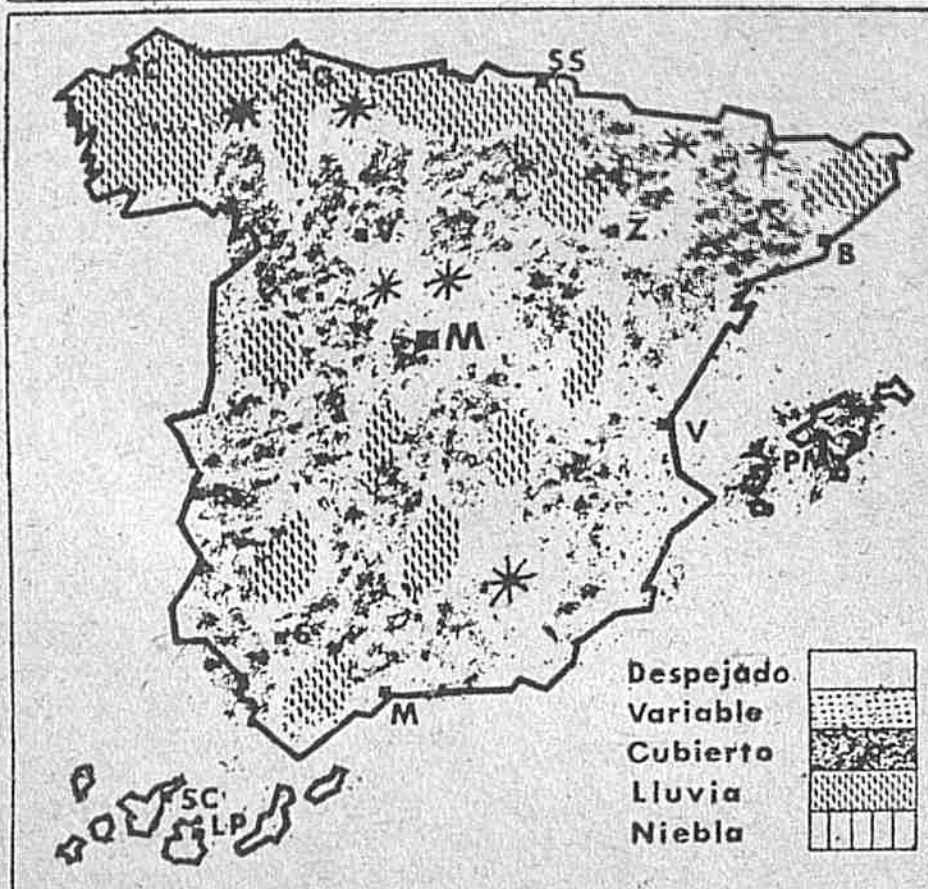 SS
C
G
V
Z
B
M
V
PM
S
M
SC
LP
Despejado
Variable
Cubierto
Lluvia
Niebla